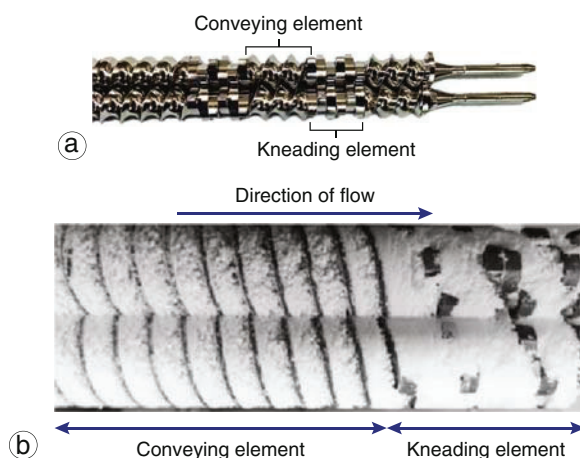 Conveying element
Kneading element
a
Direction of flow
b
Conveying element
Kneading element